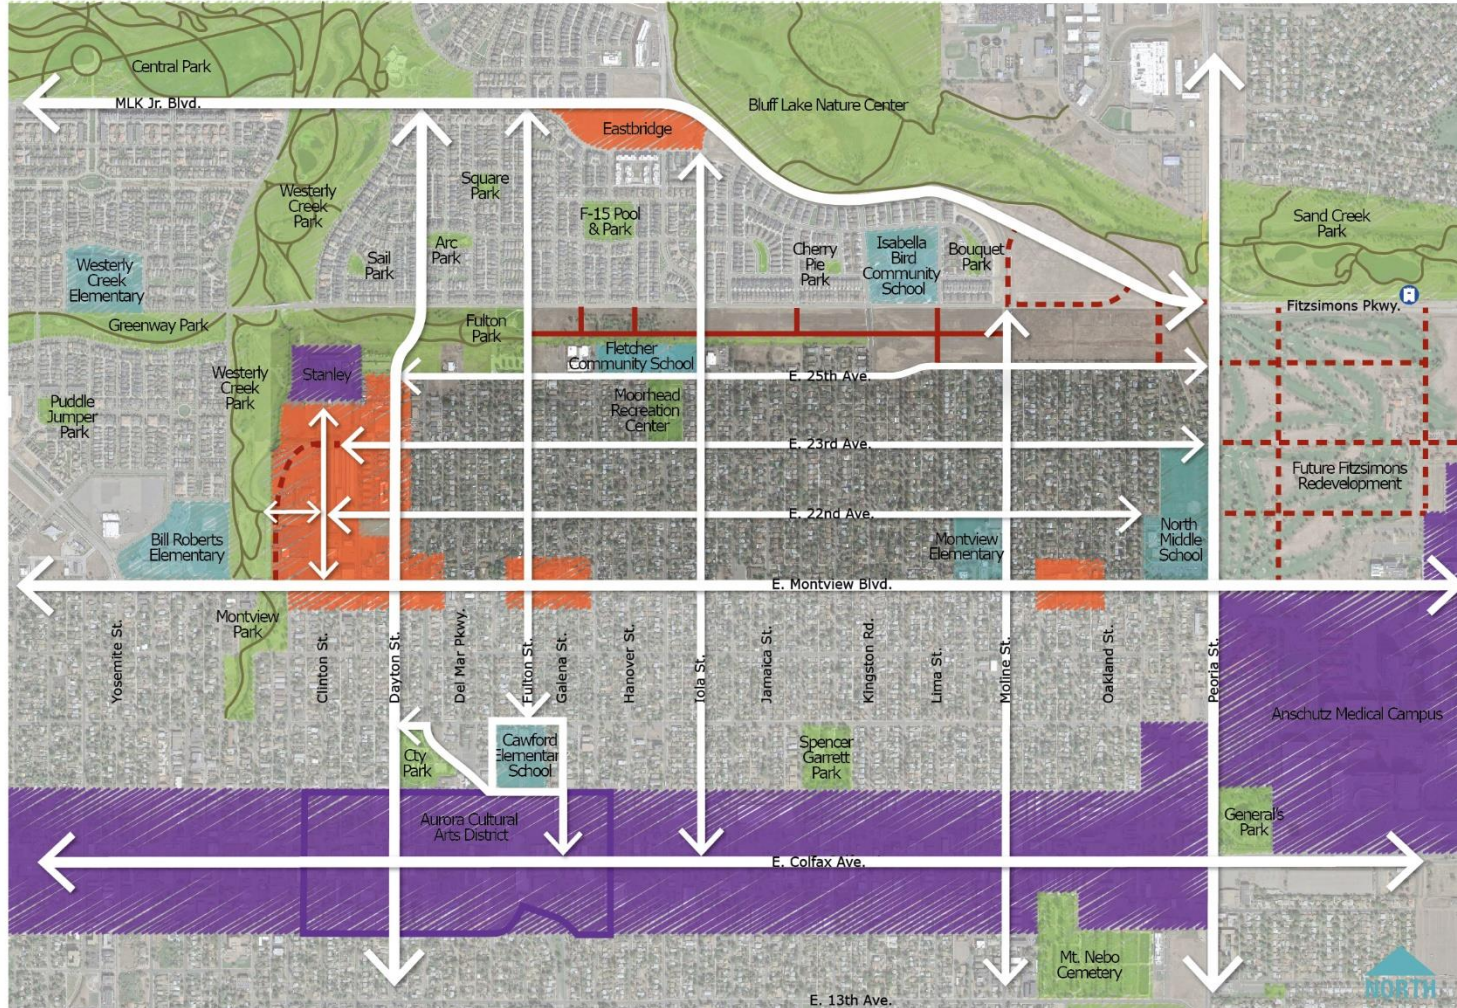 Central Park
MLK Jr. Blvd.
Bluff Lake Nature Center
Eastbridge
Square
Park
Westerly
Creek
Park
F-15 Pool
& Park
Sand Creek
Park
Arc
Park
Sail
Park
Cherry
Pie
Park
Isabella
Bird
Community
School
Bouquet
Park
Westerly
Creek
Elementary
Fitzsimons Pkwy.
Greenway Park
Fulton
Park
Fletcher
Community School
Westerly
Creek
Park
Stanley
E. 25th Ave.
Puddle
Jumper
Park
Moorhead
Recreation
Center
E. 23rd Ave.
Future Fitzsimons
Redevelopment
E. 22nd Ave.
Bill Roberts
Elementary
Montview
Elementary
North
Middle
School
E. Montview Blvd.
Montview
Park
Yosemite St.
Clinton St.
Dayton St.
Del Mar Pkwy.
Fulton St.
Galena St.
Hanover St.
Iola St.
Jamaica St.
Kingston Rd.
Lima St.
Moline St.
Oakland St.
Peoria St.
Anschutz Medical Campus
Cty
Park
Cawford
Elementar
School
Spencer
Garrett
Park
Aurora Cultural
Arts District
General's
Park
E. Colfax Ave.
Mt. Nebo
Cemetery
E. 13th Ave.
NORTH